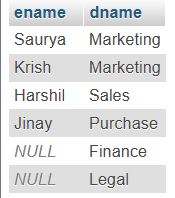 ename dname
Saurya Marketing
Krish Marketing
Harshil Sales
Jinay Purchase
NULL Finance
NULL Legal